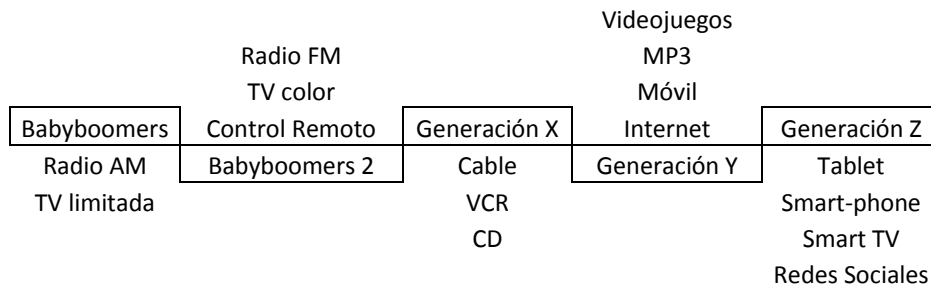 Videojuegos
Radio FM MP3
TV color Móvil
Babyboomers Control Remoto Generación X Internet Generación Z
Radio AM Babyboomers 2 Cable Generación Y Tablet
TV limitada VCR Smart-phone
CD Smart TV
Redes Sociales